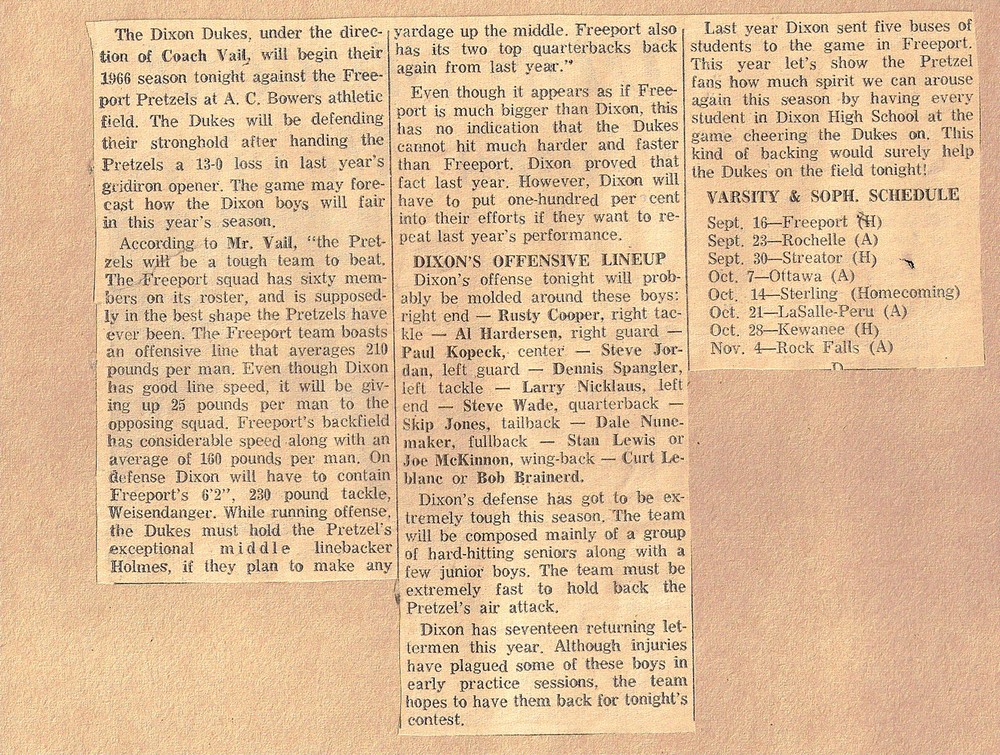 The Dixon Dukes, under the direc-
tion of Coach Vail, will begin their
1966 season tonight against the Free-
port Pretzels at A. C. Bowers athletic
field. The Dukes will be defending
their stronghold after handing the
Pretzels a 13-0 loss in last year's
gridiron opener. The game may fore-
cast how the Dixon boys will fair
in this year's season.
According to Mr. Vail, "the Pret-
zels will be a tough team to beat.
The Freeport squad has sixty mem-
bers on its roster, and is supposed-
ly in the best shape the Pretzels have
ever been. The Freeport team boasts
an offensive line that averages 210
pounds per man. Even though Dixon
has good line speed, it will be giv-
ing up 25 pounds per man to the
opposing squad. Freeport's backfield
has considerable speed along with an
average of 160 pounds per man. On
defense Dixon will have to contain
Freeport's 6'2", 230 pound tackle,
Weisendanger. While running offense,
the Dukes must hold the Pretzel's
exceptional middle linebacker
Holmes, if they plan to make any
yardage up the middle. Freeport also
has its two top quarterbacks back
again from last year."
Even though it appears as if Free-
port is much bigger than Dixon, this
has no indication that the Dukes
cannot hit much harder and faster
than Freeport. Dixon proved that
fact last year. However, Dixon will
have to put one-hundred per cent
into their efforts if they want to re-
peat last year's performance.
DIXON'S OFFENSIVE LINEUP
Dixon's offense tonight will prob-
ably be molded around these boys:
right end — Rusty Cooper, right tac-
kle — Al Hardersen, right guard —
Paul Kopeck, center — Steve Jor-
dan, left guard — Dennis Spangler,
left tackle — Larry Nicklaus, left
end — Steve Wade, quarterback —
Skip Jones, tailback — Dale Nune-
maker, fullback — Stan Lewis or
Joe McKinnon, wing-back — Curt Le-
blanc or Bob Brainerd.
Dixon's defense has got to be ex-
tremely tough this season. The team
will be composed mainly of a group
of hard-hitting seniors along with a
few junior boys. The team must be
extremely fast to hold back the
Pretzel's air attack.
Dixon has seventeen returning let-
termen this year. Although injuries
have plagued some of these boys in
early practice sessions, the team
hopes to have them back for tonight's
contest.
Last year Dixon sent five buses of
students to the game in Freeport.
This year let's show the Pretzel
fans how much spirit we can arouse
again this season by having every
student in Dixon High School at the
game cheering the Dukes on. This
kind of backing would surely help
the Dukes on the field tonight!
VARSITY & SOPH. SCHEDULE
Sept. 16—Freeport (H)
Sept. 23—Rochelle (A)
Sept. 30—Streator (H)
Oct. 7—Ottawa (A)
Oct. 14—Sterling (Homecoming)
Oct. 21—LaSalle-Peru (A)
Oct. 28—Kewanee (H)
Nov. 4—Rock Falls (A)